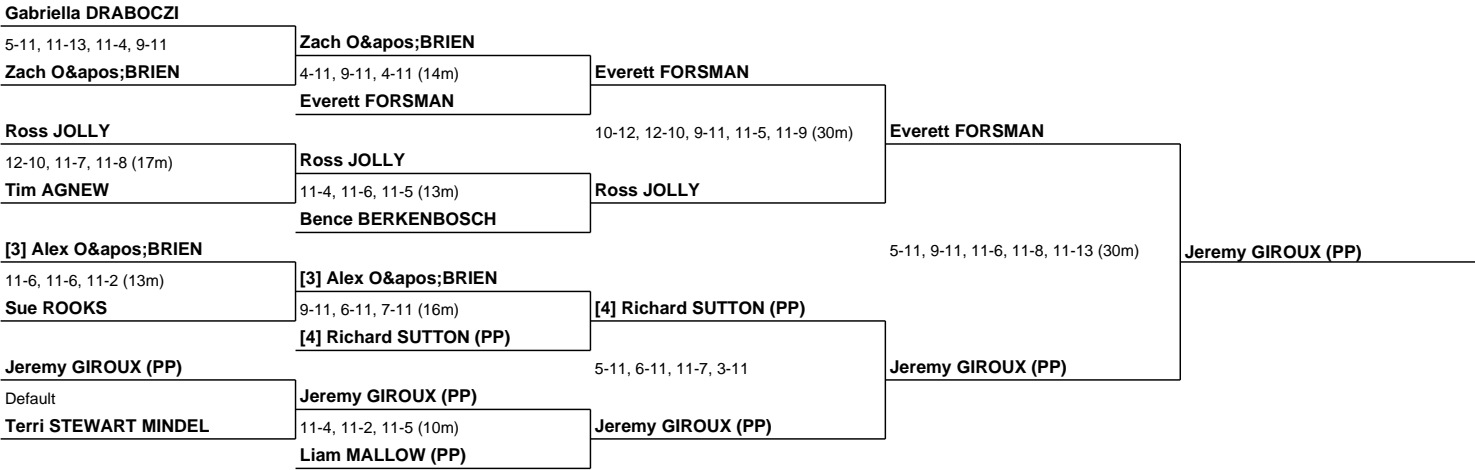 Gabriella DRABOCZI
5-11, 11-13, 11-4, 9-11
Zach O&apos;BRIEN
Zach O&apos;BRIEN
4-11, 9-11, 4-11 (14m)
Everett FORSMAN
Everett FORSMAN
Ross JOLLY
12-10, 11-7, 11-8 (17m)
Tim AGNEW
Ross JOLLY
11-4, 11-6, 11-5 (13m)
Bence BERKENBOSCH
10-12, 12-10, 9-11, 11-5, 11-9 (30m)
Ross JOLLY
Everett FORSMAN
[3] Alex O&apos;BRIEN
11-6, 11-6, 11-2 (13m)
Sue ROOKS
[3] Alex O&apos;BRIEN
9-11, 6-11, 7-11 (16m)
[4] Richard SUTTON (PP)
[4] Richard SUTTON (PP)
Jeremy GIROUX (PP)
Default
Terri STEWART MINDEL
Jeremy GIROUX (PP)
11-4, 11-2, 11-5 (10m)
Liam MALLOW (PP)
5-11, 6-11, 11-7, 3-11
Jeremy GIROUX (PP)
Jeremy GIROUX (PP)
5-11, 9-11, 11-6, 11-8, 11-13 (30m)
Jeremy GIROUX (PP)